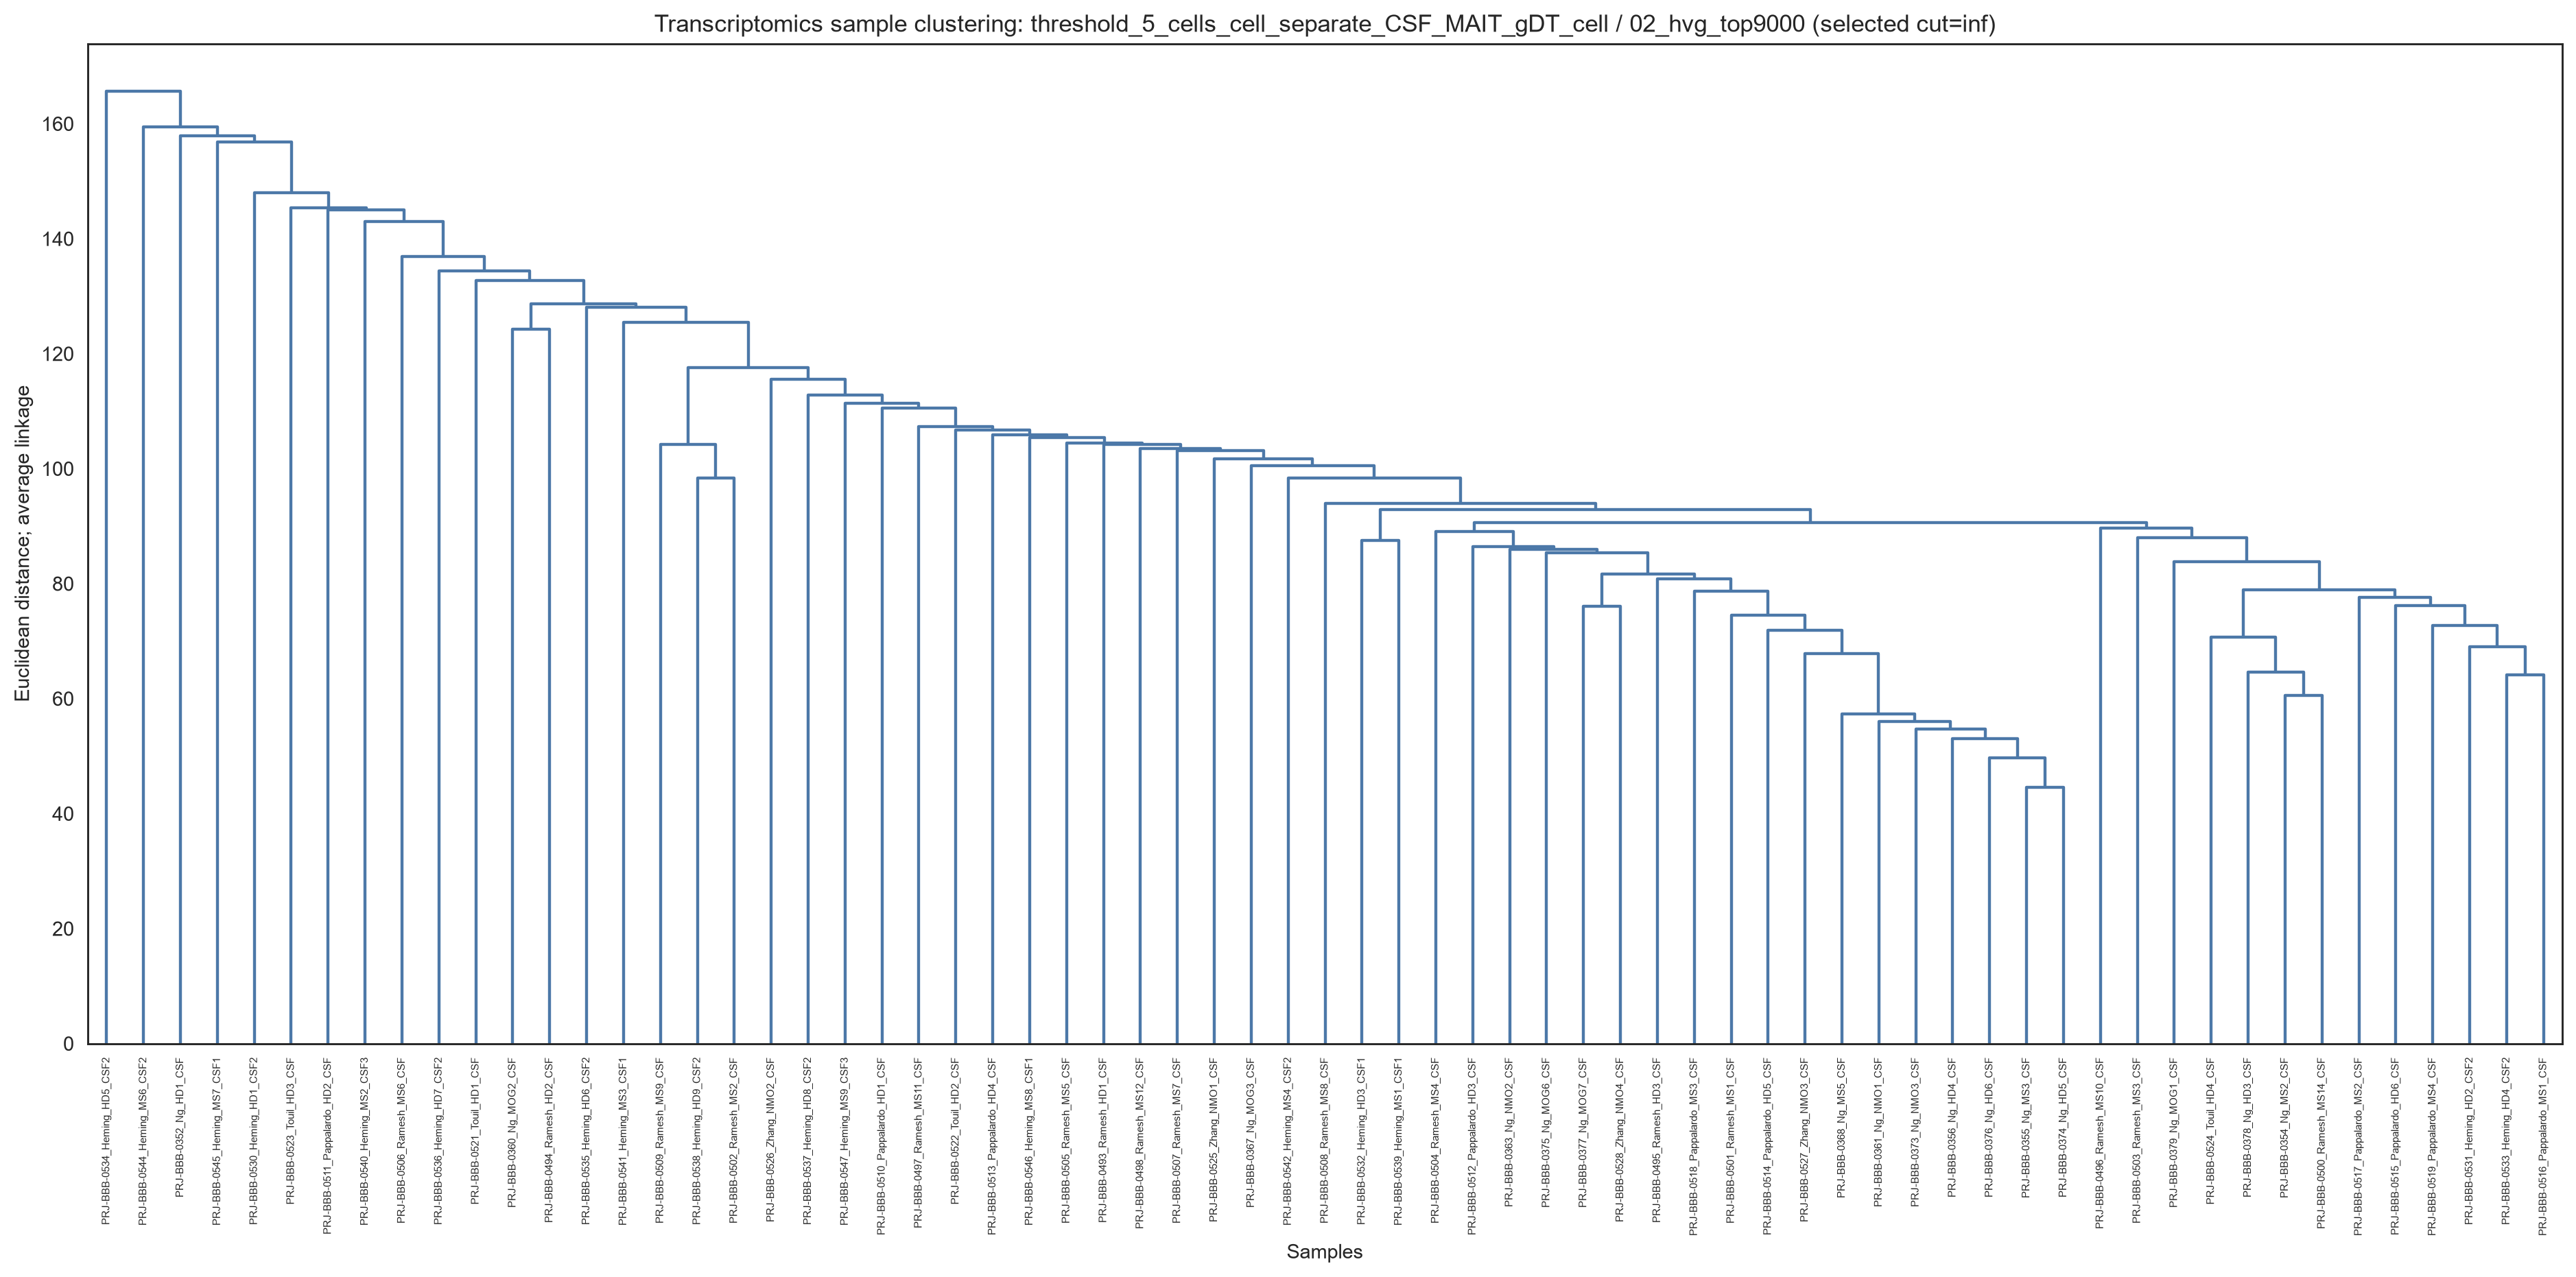 Transcriptomics sample clustering: threshold_5_cells_cell_separate_CSF_MAIT_gDT_cell / 02_hvg_top9000 (selected cut=inf)
Euclidean distance; average linkage
160
140
120
100
80
60
40
20
0
PRJ-BBB-0534_Heming_HD5_CSF2
PRJ-BBB-0544_Heming_MS6_CSF2
PRJ-BBB-0352_Ng_HD1_CSF
PRJ-BBB-0545_Heming_MS7_CSF1
PRJ-BBB-0530_Heming_HD1_CSF2
PRJ-BBB-0523_Touil_HD3_CSF
PRJ-BBB-0511_Pappalardo_HD2_CSF
PRJ-BBB-0540_Heming_MS2_CSF3
PRJ-BBB-0506_Ramesh_MS6_CSF
PRJ-BBB-0536_Heming_HD7_CSF2
PRJ-BBB-0521_Touil_HD1_CSF
PRJ-BBB-0360_Ng_MOG2_CSF
PRJ-BBB-0494_Ramesh_HD2_CSF
PRJ-BBB-0535_Heming_HD6_CSF2
PRJ-BBB-0541_Heming_MS3_CSF1
PRJ-BBB-0509_Ramesh_MS9_CSF
PRJ-BBB-0538_Heming_HD9_CSF2
PRJ-BBB-0502_Ramesh_MS2_CSF
PRJ-BBB-0526_Zhang_NMO2_CSF
PRJ-BBB-0537_Heming_HD8_CSF2
PRJ-BBB-0547_Heming_MS9_CSF3
PRJ-BBB-0510_Pappalardo_HD1_CSF
PRJ-BBB-0497_Ramesh_MS11_CSF
PRJ-BBB-0522_Touil_HD2_CSF
PRJ-BBB-0513_Pappalardo_HD4_CSF
PRJ-BBB-0546_Heming_MS8_CSF1
PRJ-BBB-0505_Ramesh_MS5_CSF
PRJ-BBB-0493_Ramesh_HD1_CSF
PRJ-BBB-0498_Ramesh_MS12_CSF
PRJ-BBB-0507_Ramesh_MS7_CSF
PRJ-BBB-0525_Zhang_NMO1_CSF
PRJ-BBB-0367_Ng_MOG3_CSF
PRJ-BBB-0542_Heming_MS4_CSF2
PRJ-BBB-0508_Ramesh_MS8_CSF
PRJ-BBB-0532_Heming_HD3_CSF1
PRJ-BBB-0539_Heming_MS1_CSF1
PRJ-BBB-0504_Ramesh_MS4_CSF
PRJ-BBB-0512_Pappalardo_HD3_CSF
PRJ-BBB-0363_Ng_NMO2_CSF
PRJ-BBB-0375_Ng_MOG6_CSF
PRJ-BBB-0377_Ng_MOG7_CSF
PRJ-BBB-0528_Zhang_NMO4_CSF
PRJ-BBB-0495_Ramesh_HD3_CSF
PRJ-BBB-0518_Pappalardo_MS3_CSF
PRJ-BBB-0501_Ramesh_MS1_CSF
PRJ-BBB-0514_Pappalardo_HD5_CSF
PRJ-BBB-0527_Zhang_NMO3_CSF
PRJ-BBB-0368_Ng_MS5_CSF
PRJ-BBB-0361_Ng_NMO1_CSF
PRJ-BBB-0373_Ng_NMO3_CSF
PRJ-BBB-0356_Ng_HD4_CSF
PRJ-BBB-0376_Ng_HD6_CSF
PRJ-BBB-0355_Ng_MS3_CSF
PRJ-BBB-0374_Ng_HD5_CSF
PRJ-BBB-0496_Ramesh_MS10_CSF
PRJ-BBB-0503_Ramesh_MS3_CSF
PRJ-BBB-0379_Ng_MOG1_CSF
PRJ-BBB-0524_Touil_HD4_CSF
PRJ-BBB-0378_Ng_HD3_CSF
PRJ-BBB-0354_Ng_MS2_CSF
PRJ-BBB-0500_Ramesh_MS14_CSF
PRJ-BBB-0517_Pappalardo_MS2_CSF
PRJ-BBB-0515_Pappalardo_HD6_CSF
PRJ-BBB-0519_Pappalardo_MS4_CSF
PRJ-BBB-0531_Heming_HD2_CSF2
PRJ-BBB-0533_Heming_HD4_CSF2
PRJ-BBB-0516_Pappalardo_MS1_CSF
Samples